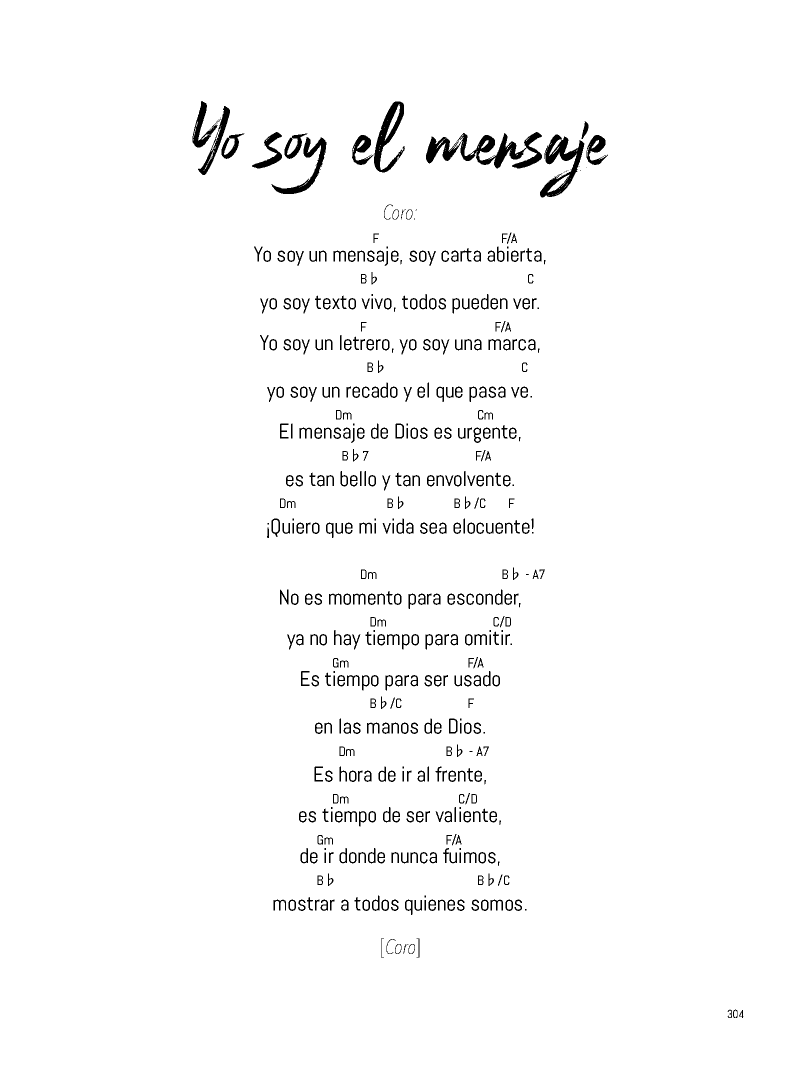 Yo soy el mensaje
Coro:
F F/A
Yo soy un mensaje, soy carta abierta,
B♭ C
yo soy texto vivo, todos pueden ver.
F F/A
Yo soy un letrero, yo soy una marca,
B♭ C
yo soy un recado y el que pasa ve.
Dm Cm
El mensaje de Dios es urgente,
B♭7 F/A
es tan bello y tan envolvente.
Dm B♭ B♭/C F
¡Quiero que mi vida sea elocuente!
Dm B♭ - A7
No es momento para esconder,
Dm C/D
ya no hay tiempo para omitir.
Gm F/A
Es tiempo para ser usado
B♭/C F
en las manos de Dios.
Dm B♭ - A7
Es hora de ir al frente,
Dm C/D
es tiempo de ser valiente,
Gm F/A
de ir donde nunca fuimos,
B♭ B♭/C
mostrar a todos quienes somos.
[Coro]
304